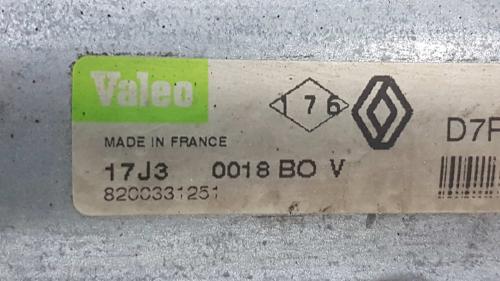 Valeo
176
MADE IN FRANCE
17J3 0018 BO V
8200331251
D7F